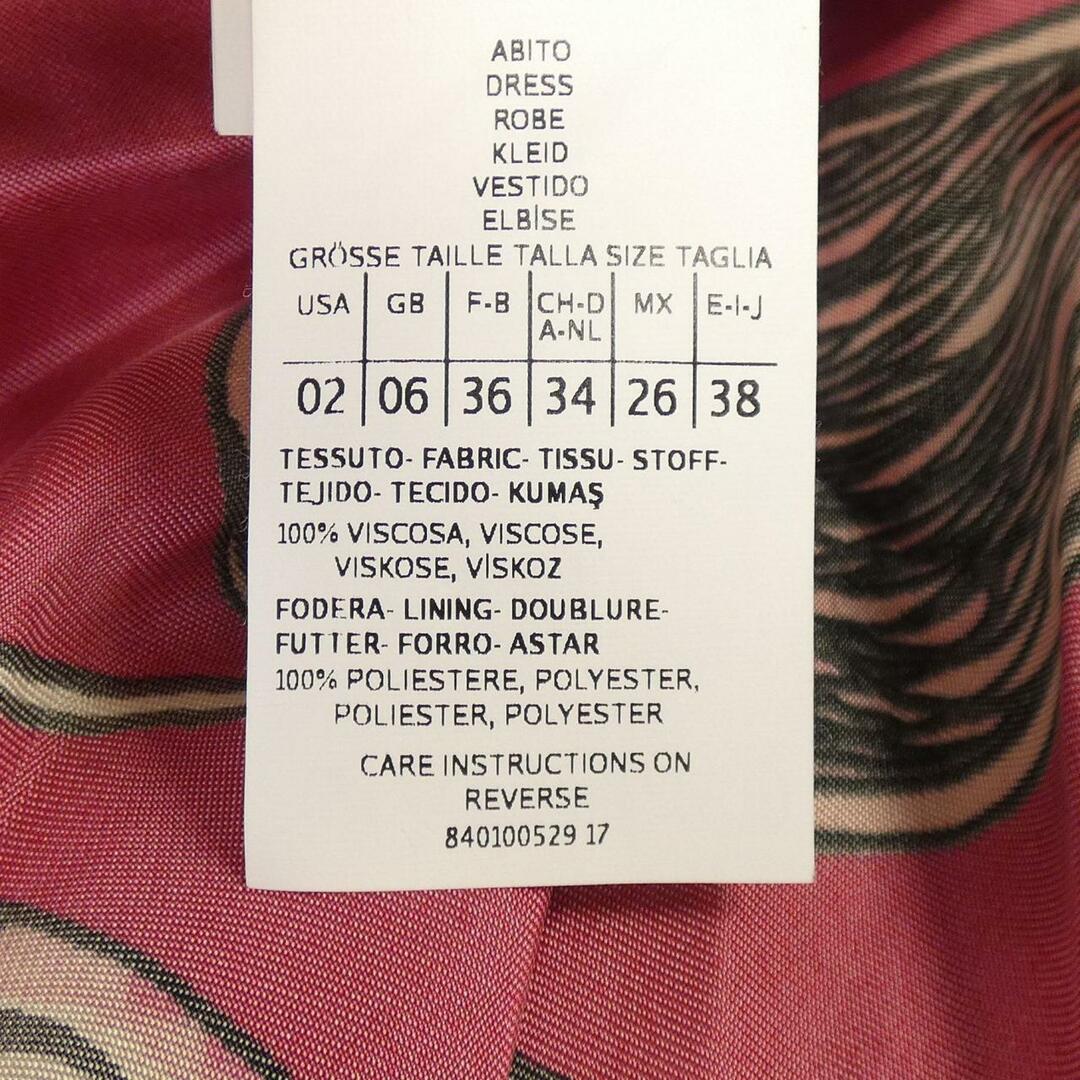 ABITO
DRESS
ROBE
KLEID
VESTIDO
ELBİSE
GRÖSSE TAILLE TALLA SIZE TAGLIA
USA GB F-B CH-D A-NL MX E-I-J
02 06 36 34 26 38
TESSUTO- FABRIC- TISSU- STOFF-
TEJIDO- TECIDO- KUMAŞ
100% VISCOSA, VISCOSE,
VISKOSE, VİSKOZ
FODERA- LINING- DOUBLURE-
FUTTER- FORRO- ASTAR
100% POLIESTERE, POLYESTER,
POLIESTER, POLYESTER
CARE INSTRUCTIONS ON
REVERSE
840100529 17